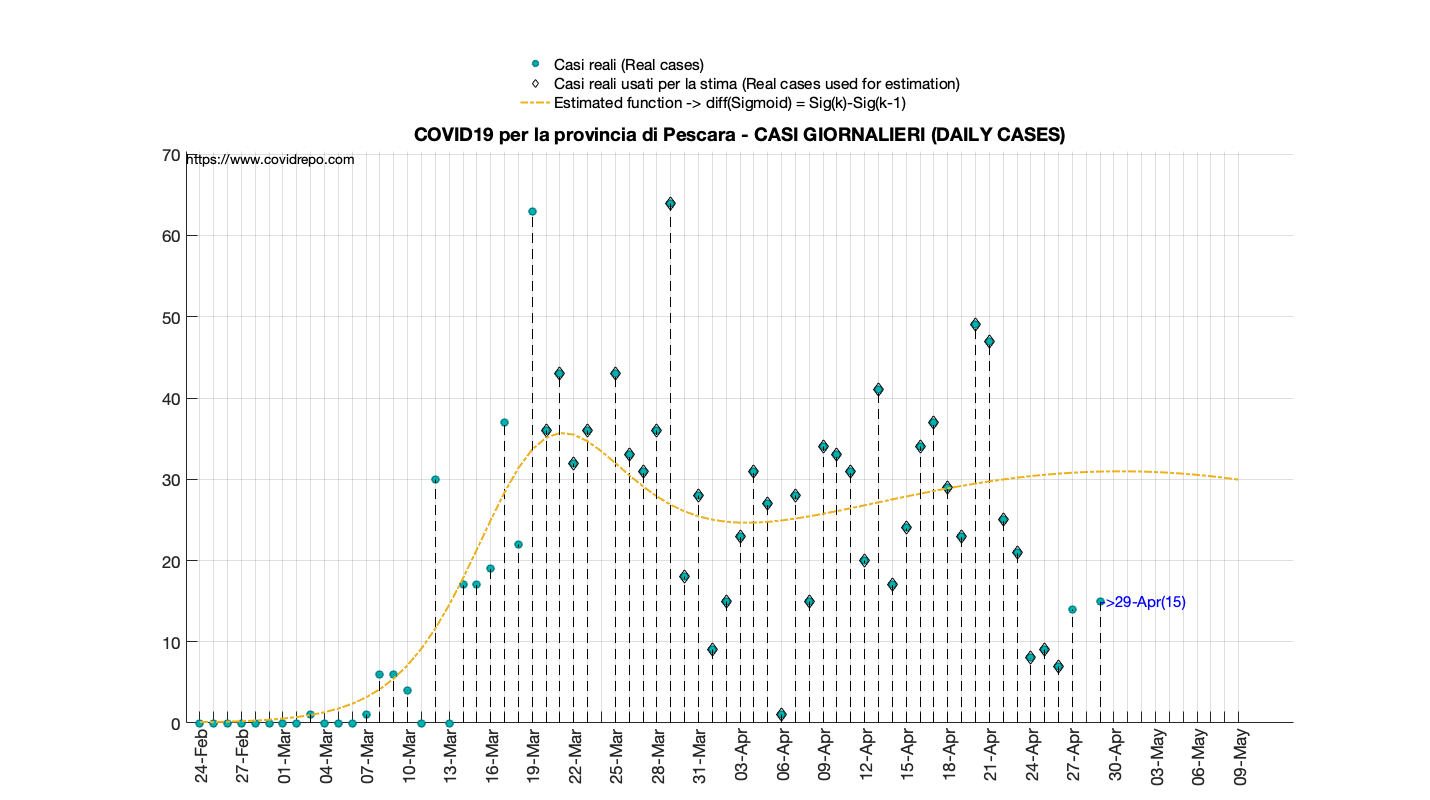 Casi reali (Real cases)
Casi reali usati per la stima (Real cases used for estimation)
Estimated function -> diff(Sigmoid) = Sig(k)-Sig(k-1)
COVID19 per la provincia di Pescara - CASI GIORNALIERI (DAILY CASES)
https://www.covidrepo.com
70
60
50
40
30
20
10
0
>29-Apr(15)
24-Feb
27-Feb
01-Mar
04-Mar
07-Mar
10-Mar
13-Mar
16-Mar
19-Mar
22-Mar
25-Mar
28-Mar
31-Mar
03-Apr
06-Apr
09-Apr
12-Apr
15-Apr
18-Apr
21-Apr
24-Apr
27-Apr
30-Apr
03-May
06-May
09-May